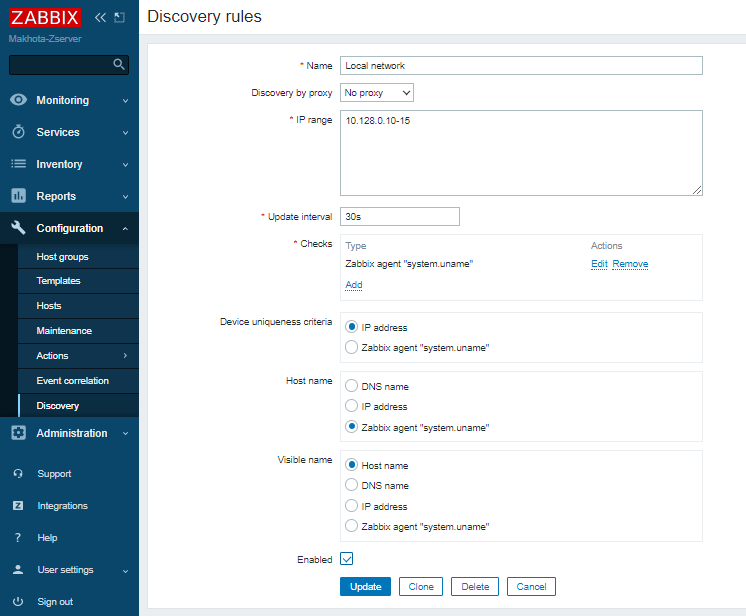 ZABBIX
Makhota-Zserver
Monitoring
Services
Inventory
Reports
Configuration
Host groups
Templates
Hosts
Maintenance
Actions
Event correlation
Discovery
Administration
Support
Integrations
Help
User settings
Sign out
Discovery rules
* Name Local network
Discovery by proxy No proxy
* IP range 10.128.0.10-15
* Update interval 30s
* Checks Type Actions
Zabbix agent "system.uname" Edit Remove
Add
Device uniqueness criteria IP address
Zabbix agent "system.uname"
Host name DNS name
IP address
Zabbix agent "system.uname"
Visible name Host name
DNS name
IP address
Zabbix agent "system.uname"
Enabled
Update Clone Delete Cancel